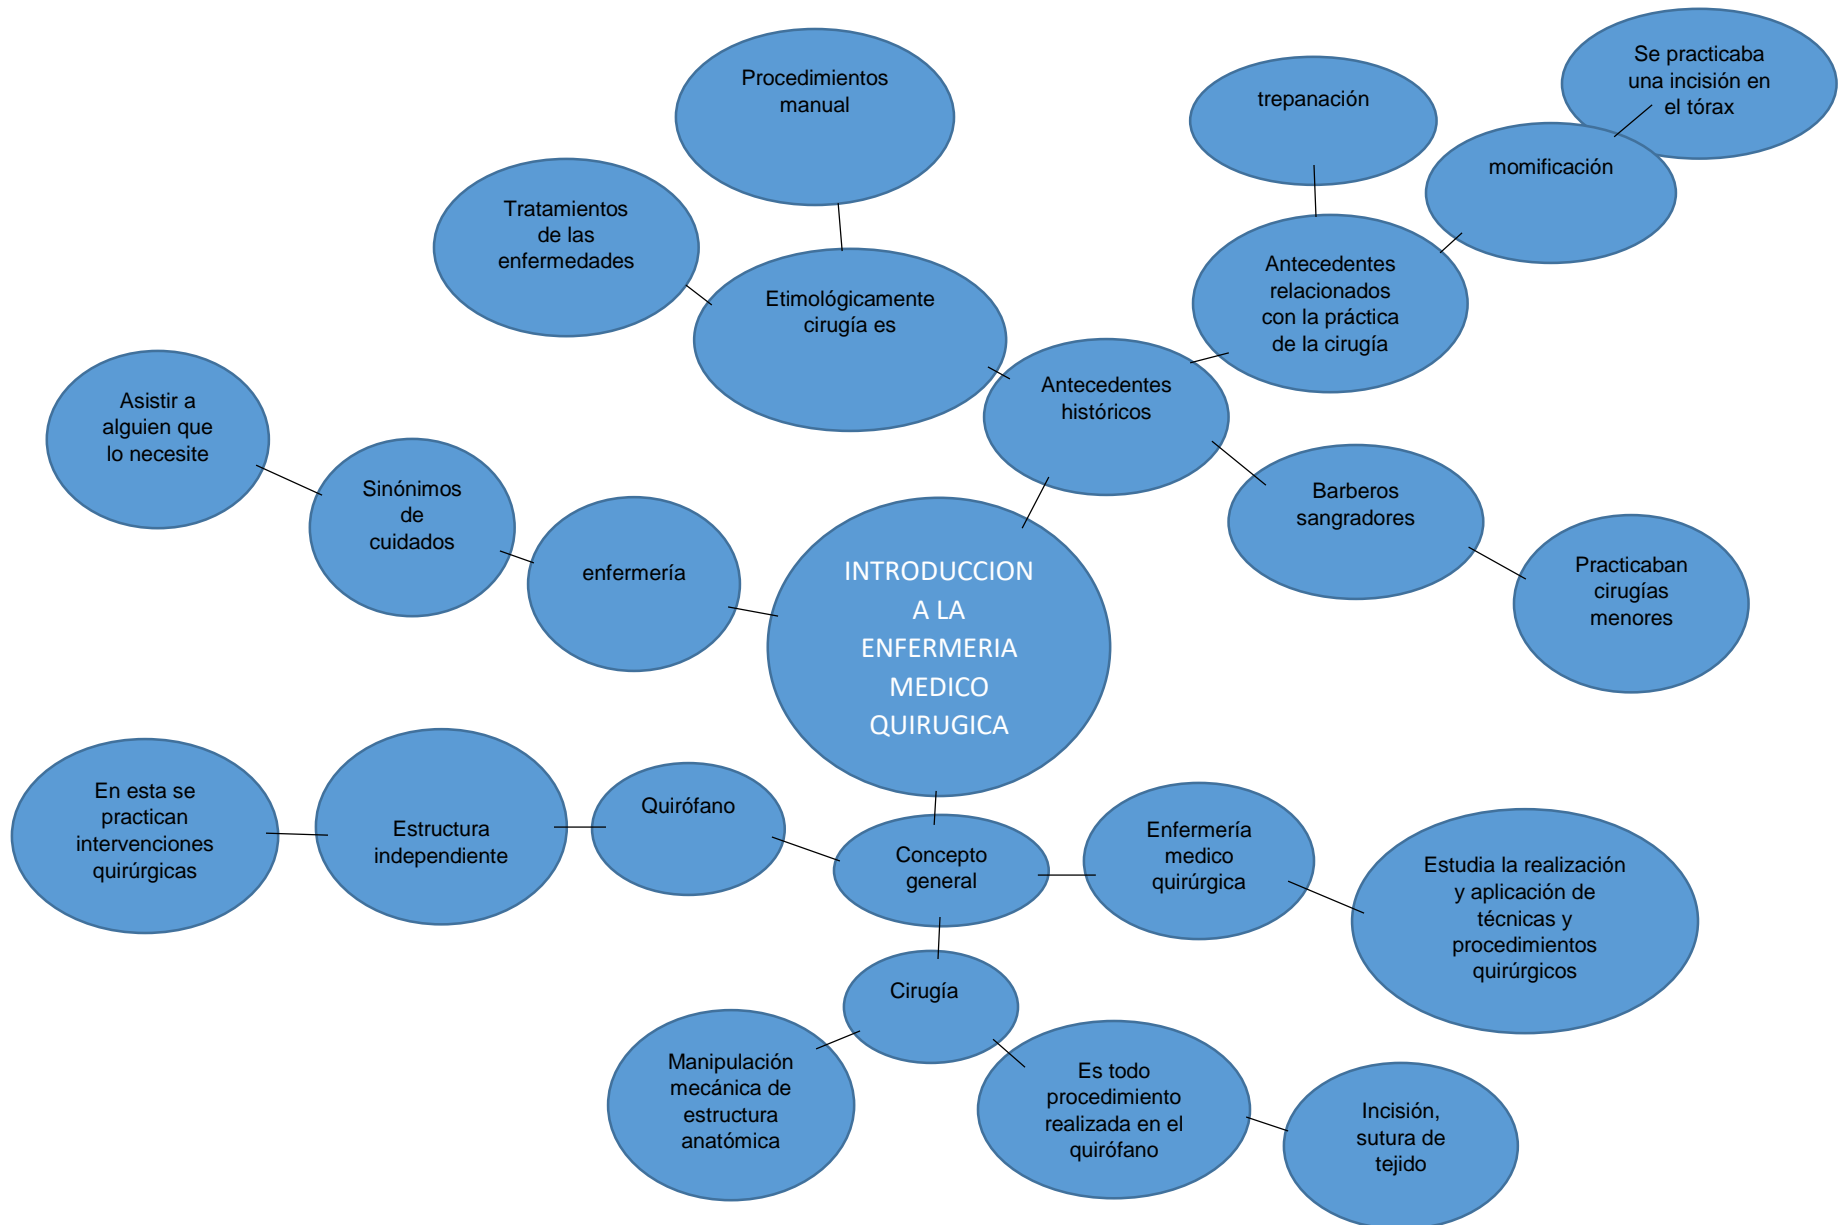 Se practicaba
una incisión en
el tórax
Procedimientos
manual
trepanación
momificación
Tratamientos
de las
enfermedades
Antecedentes
relacionados
con la práctica
de la cirugía
Etimológicamente
cirugía es
Antecedentes
históricos
Asistir a
alguien que
lo necesite
Sinónimos
de
cuidados
enfermería
Barberos
sangradores
Practicaban
cirugías
menores
INTRODUCCION
A LA
ENFERMERIA
MEDICO
QUIRUGICA
En esta se
practican
intervenciones
quirúrgicas
Estructura
independiente
Quirófano
Concepto
general
Enfermería
medico
quirúrgica
Estudia la realización
y aplicación de
técnicas y
procedimientos
quirúrgicos
Cirugía
Manipulación
mecánica de
estructura
anatómica
Es todo
procedimiento
realizada en el
quirófano
Incisión,
sutura de
tejido